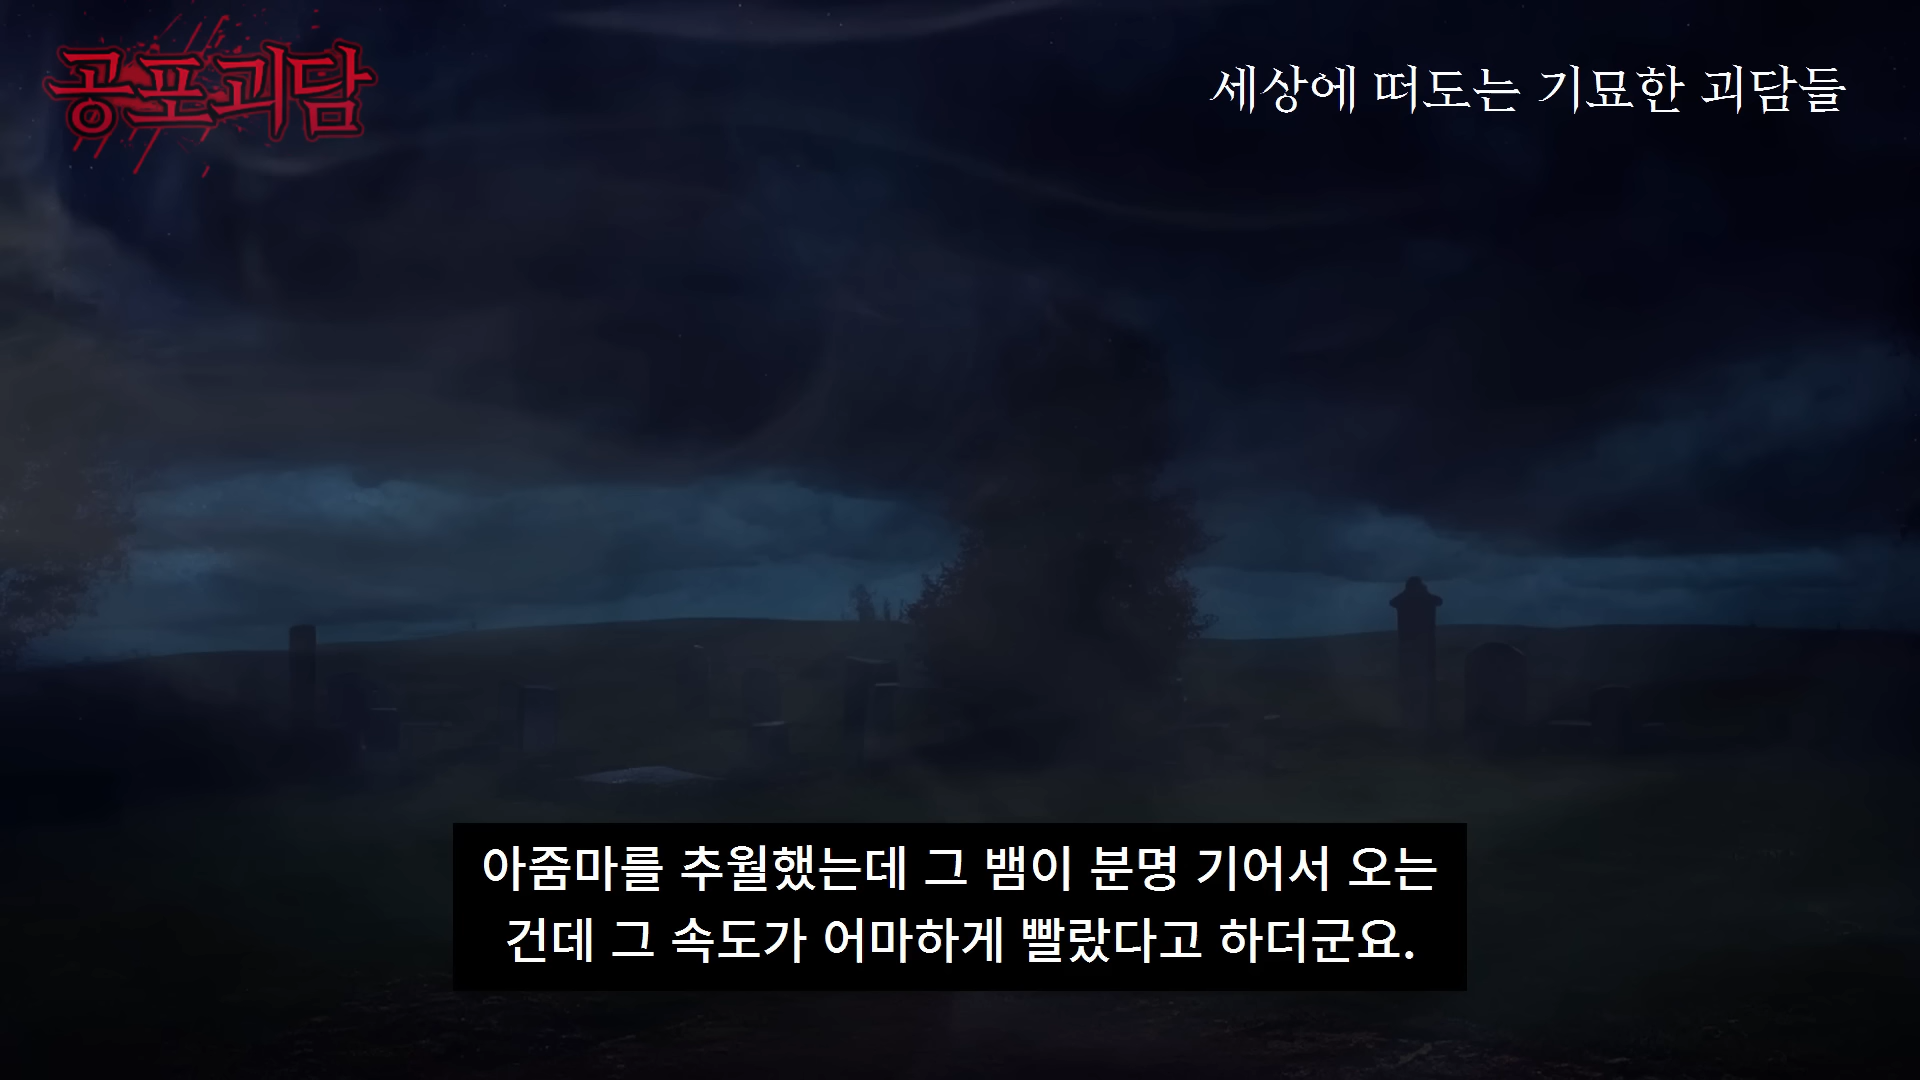 공포괴담
세상에 떠도는 기묘한 괴담들
아줌마를 추월했는데 그 뱀이 분명 기어서 오는
건데 그 속도가 어마하게 빨랐다고 하더군요.